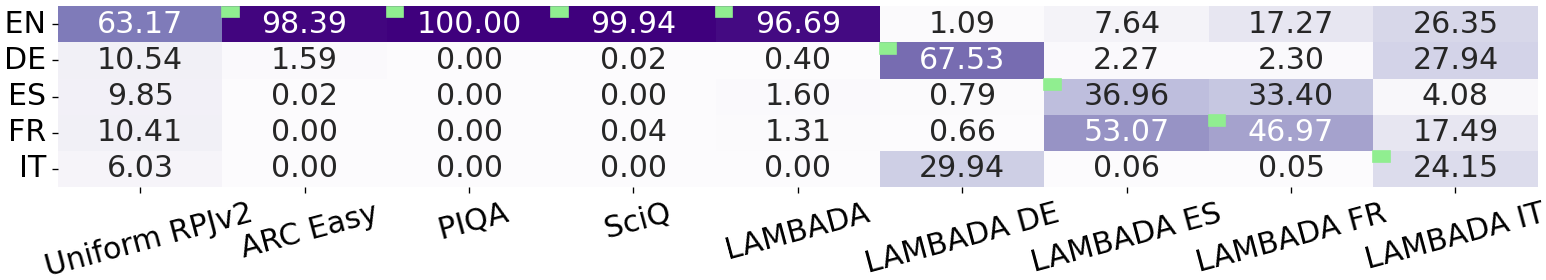 EN 63.17 98.39 100.00 99.94 96.69 1.09 7.64 17.27 26.35
DE 10.54 1.59 0.00 0.02 0.40 67.53 2.27 2.30 27.94
ES 9.85 0.02 0.00 0.00 1.60 0.79 36.96 33.40 4.08
FR 10.41 0.00 0.00 0.04 1.31 0.66 53.07 46.97 17.49
IT 6.03 0.00 0.00 0.00 0.00 29.94 0.06 0.05 24.15
Uniform RPJv2 ARC Easy PIQA SciQ LAMBADA LAMBADA DE LAMBADA ES LAMBADA FR LAMBADA IT